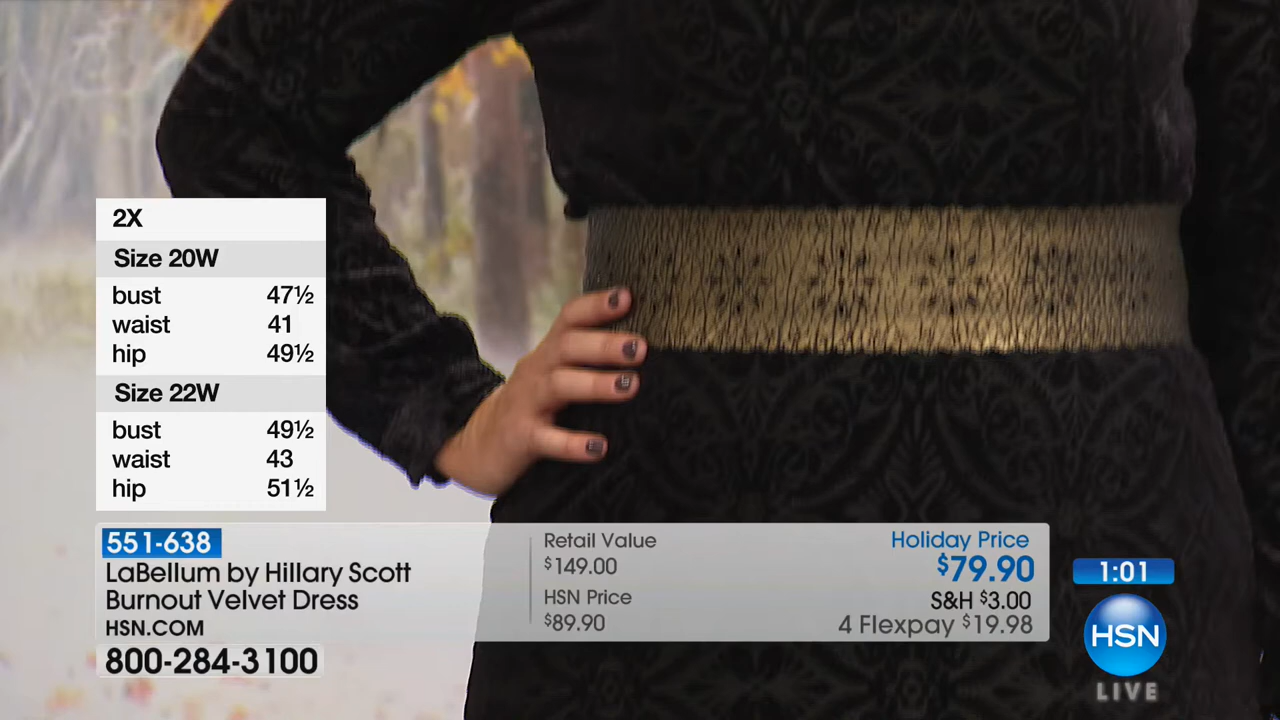 2X
Size 20W
bust 47½
waist 41
hip 49½
Size 22W
bust 49½
waist 43
hip 51½
551-638
LaBellum by Hillary Scott
Burnout Velvet Dress
HSN.COM
800-284-3100
Retail Value
$149.00
HSN Price
$89.90
Holiday Price
$79.90
S&H $3.00
4 Flexpay $19.98
1:01
HSN
LIVE